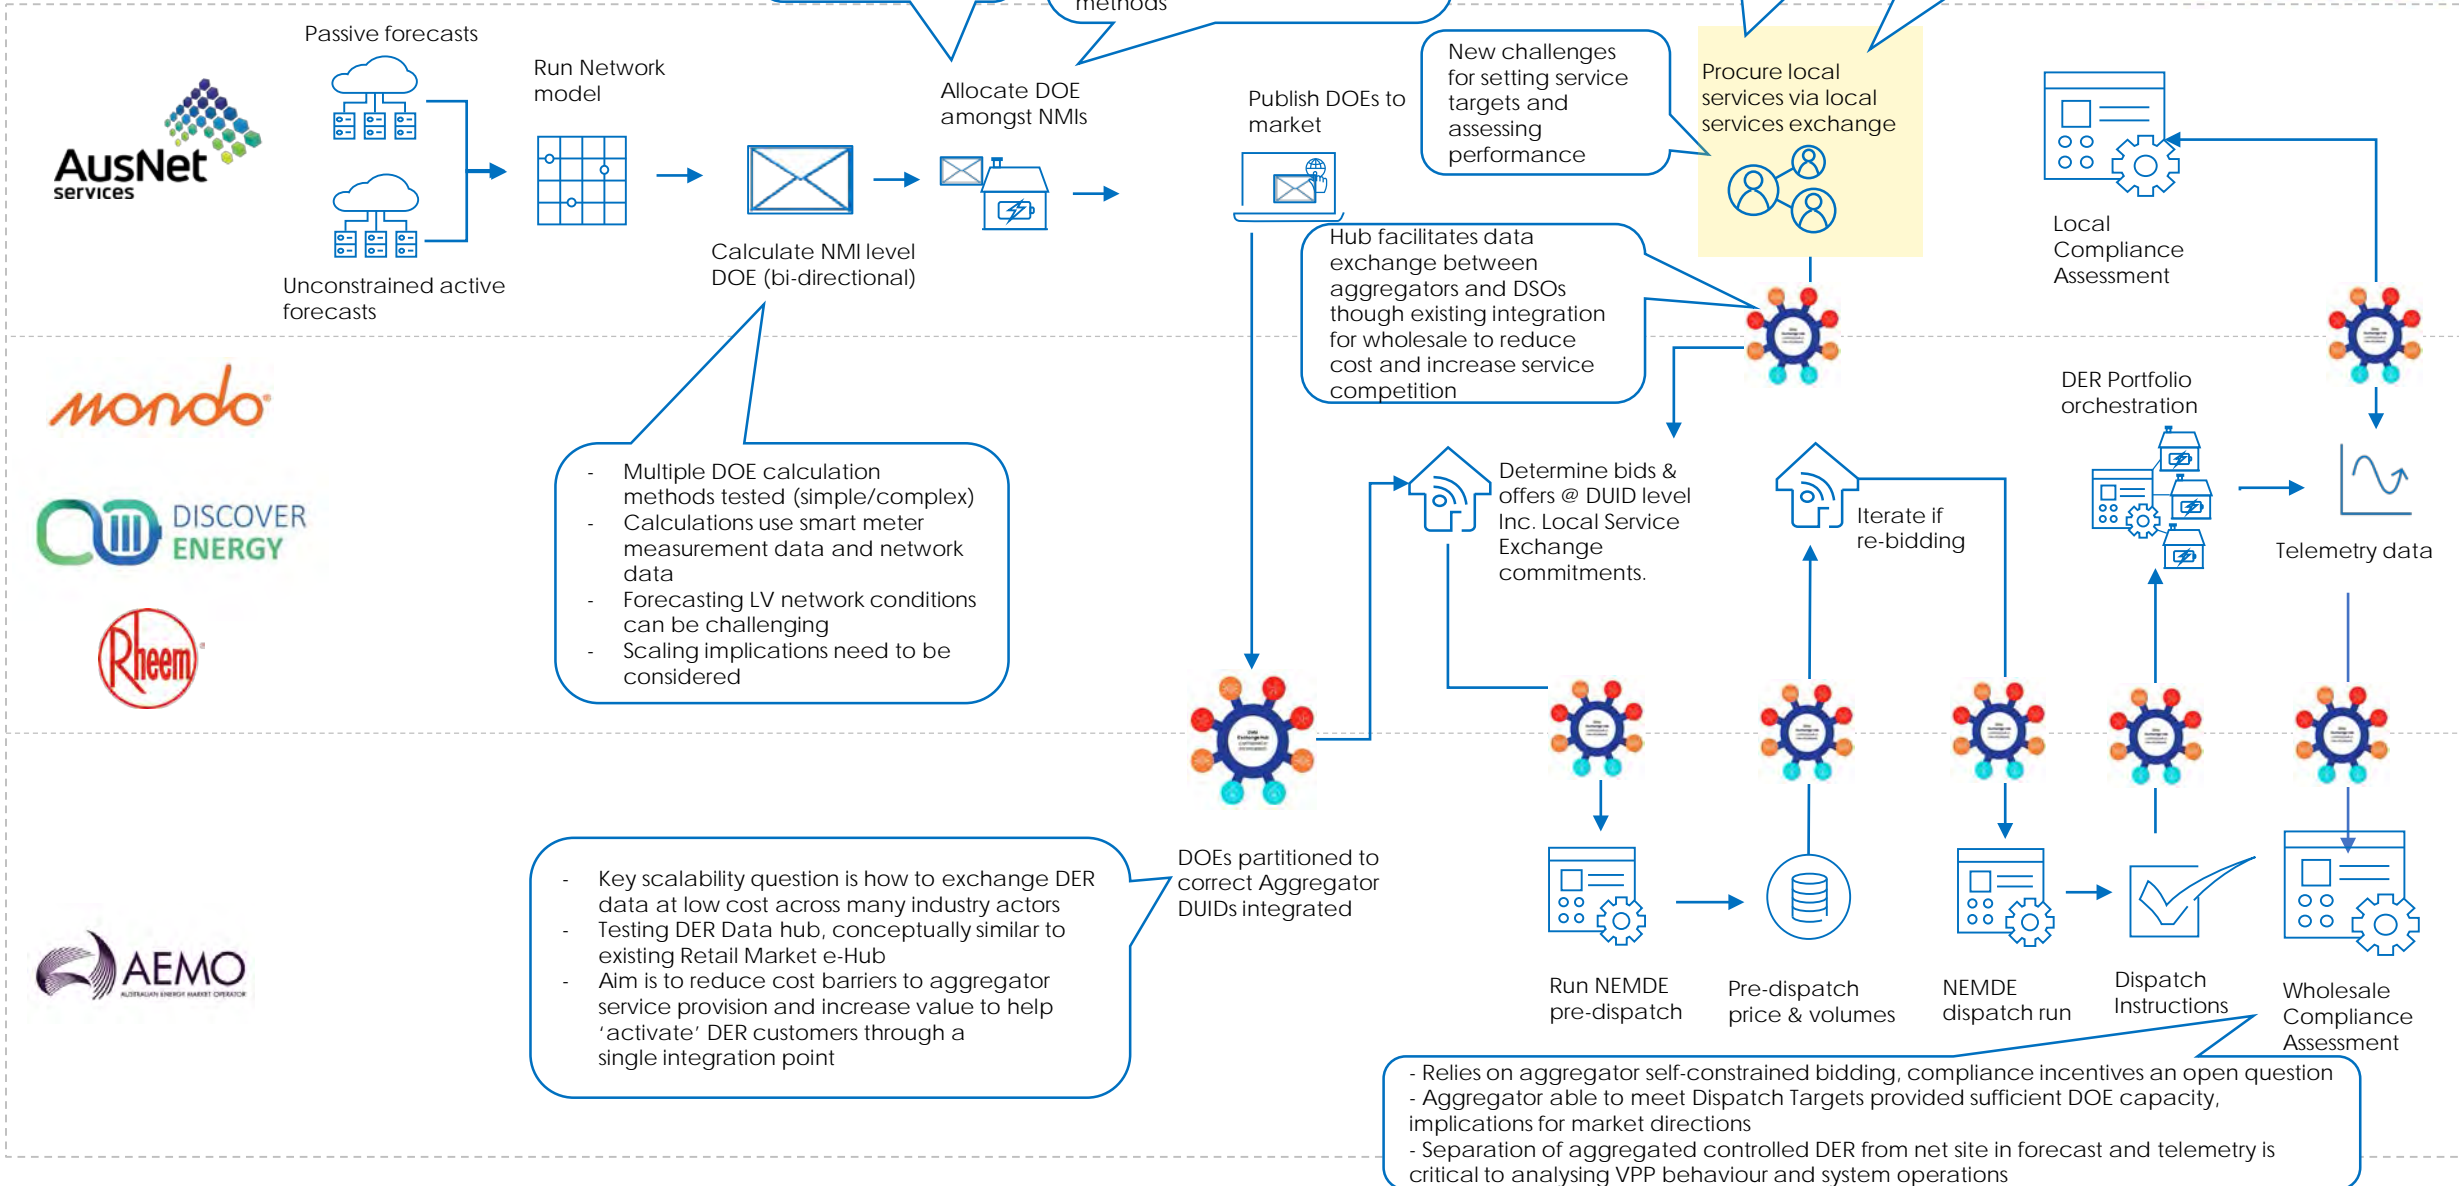 methods
Passive forecasts
Run Network
model
Allocate DOE
amongst NMIs
Publish DOEs to
market
New challenges
for setting service
targets and
assessing
performance
Procure local
services via local
services exchange
AusNet
services
Calculate NMI level
DOE (bi-directional)
Unconstrained active
forecasts
Hub facilitates data
exchange between
aggregators and DSOs
though existing integration
for wholesale to reduce
cost and increase service
competition
Local
Compliance
Assessment
mondo
DISCOVER
ENERGY
Rheem
- Multiple DOE calculation
methods tested (simple/complex)
- Calculations use smart meter
measurement data and network
data
- Forecasting LV network conditions
can be challenging
- Scaling implications need to be
considered
Determine bids &
offers @ DUID level
Inc. Local Service
Exchange
commitments.
Iterate if
re-bidding
DER Portfolio
orchestration
Telemetry data
Data
Exchange Hub
AEMO
AUSTRALIAN ENERGY MARKET OPERATOR
- Key scalability question is how to exchange DER
data at low cost across many industry actors
- Testing DER Data hub, conceptually similar to
existing Retail Market e-Hub
- Aim is to reduce cost barriers to aggregator
service provision and increase value to help
‘activate’ DER customers through a
single integration point
DOEs partitioned to
correct Aggregator
DUIDs integrated
Run NEMDE
pre-dispatch
Pre-dispatch
price & volumes
NEMDE
dispatch run
Dispatch
Instructions
Wholesale
Compliance
Assessment
- Relies on aggregator self-constrained bidding, compliance incentives an open question
- Aggregator able to meet Dispatch Targets provided sufficient DOE capacity,
implications for market directions
- Separation of aggregated controlled DER from net site in forecast and telemetry is
critical to analysing VPP behaviour and system operations